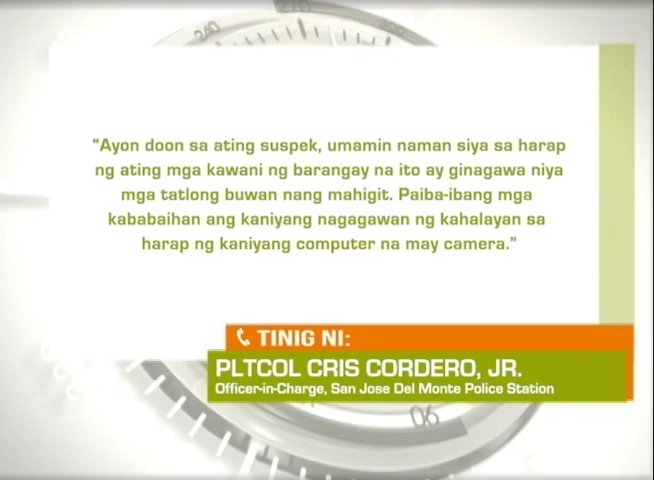 240
270
"Ayon doon sa ating suspek, umamin naman siya sa harap
ng ating mga kawani ng barangay na ito ay ginagawa niya
mga tatlong buwan nang mahigit. Paiba-ibang mga
kababaihan ang kaniyang nagagawan ng kahalayan sa
harap ng kaniyang computer na may camera."
TINIG NI:
PLTCOL CRIS CORDERO, JR.
Officer-in-Charge, San Jose Del Monte Police Station
06